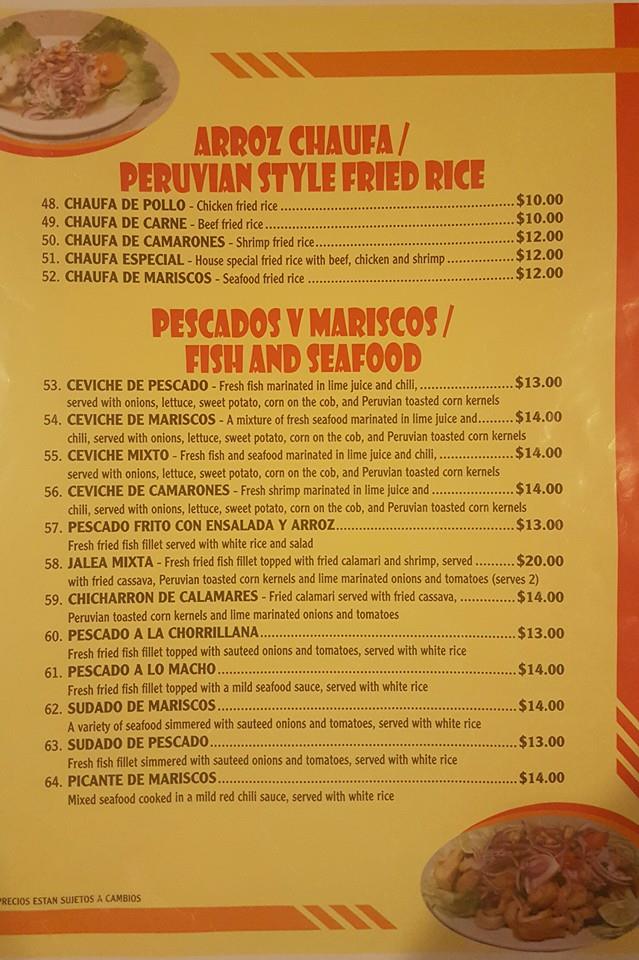 ARROZ CHAUFA /
PERUVIAN STYLE FRIED RICE
48. CHAUFA DE POLLO - Chicken fried rice ..... $10.00
49. CHAUFA DE CARNE - Beef fried rice ..... $10.00
50. CHAUFA DE CAMARONES - Shrimp fried rice..... $12.00
51. CHAUFA ESPECIAL - House special fried rice with beef, chicken and shrimp ..... $12.00
52. CHAUFA DE MARISCOS - Seafood fried rice ..... $12.00
PESCADOS Y MARISCOS /
FISH AND SEAFOOD
53. CEVICHE DE PESCADO - Fresh fish marinated in lime juice and chili, ..... $13.00
served with onions, lettuce, sweet potato, corn on the cob, and Peruvian toasted corn kernels
54. CEVICHE DE MARISCOS - A mixture of fresh seafood marinated in lime juice and..... $14.00
chili, served with onions, lettuce, sweet potato, corn on the cob, and Peruvian toasted corn kernels
55. CEVICHE MIXTO - Fresh fish and seafood marinated in lime juice and chili, ..... $14.00
served with onions, lettuce, sweet potato, corn on the cob, and Peruvian toasted corn kernels
56. CEVICHE DE CAMARONES - Fresh shrimp marinated in lime juice and ..... $14.00
chili, served with onions, lettuce, sweet potato, corn on the cob, and Peruvian toasted corn kernels
57. PESCADO FRITO CON ENSALADA Y ARROZ..... $13.00
Fresh fried fish fillet served with white rice and salad
58. JALEA MIXTA - Fresh fried fish fillet topped with fried calamari and shrimp, served ..... $20.00
with fried cassava, Peruvian toasted corn kernels and lime marinated onions and tomatoes (serves 2)
59. CHICHARRON DE CALAMARES - Fried calamari served with fried cassava, ..... $14.00
Peruvian toasted corn kernels and lime marinated onions and tomatoes
60. PESCADO A LA CHORRILLANA..... $13.00
Fresh fried fish fillet topped with sauteed onions and tomatoes, served with white rice
61. PESCADO A LO MACHO..... $14.00
Fresh fried fish fillet topped with a mild seafood sauce, served with white rice
62. SUDADO DE MARISCOS..... $14.00
A variety of seafood simmered with sauteed onions and tomatoes, served with white rice
63. SUDADO DE PESCADO..... $13.00
Fresh fish fillet simmered with sauteed onions and tomatoes, served with white rice
64. PICANTE DE MARISCOS..... $14.00
Mixed seafood cooked in a mild red chili sauce, served with white rice
PRECIOS ESTAN SUJETOS A CAMBIOS